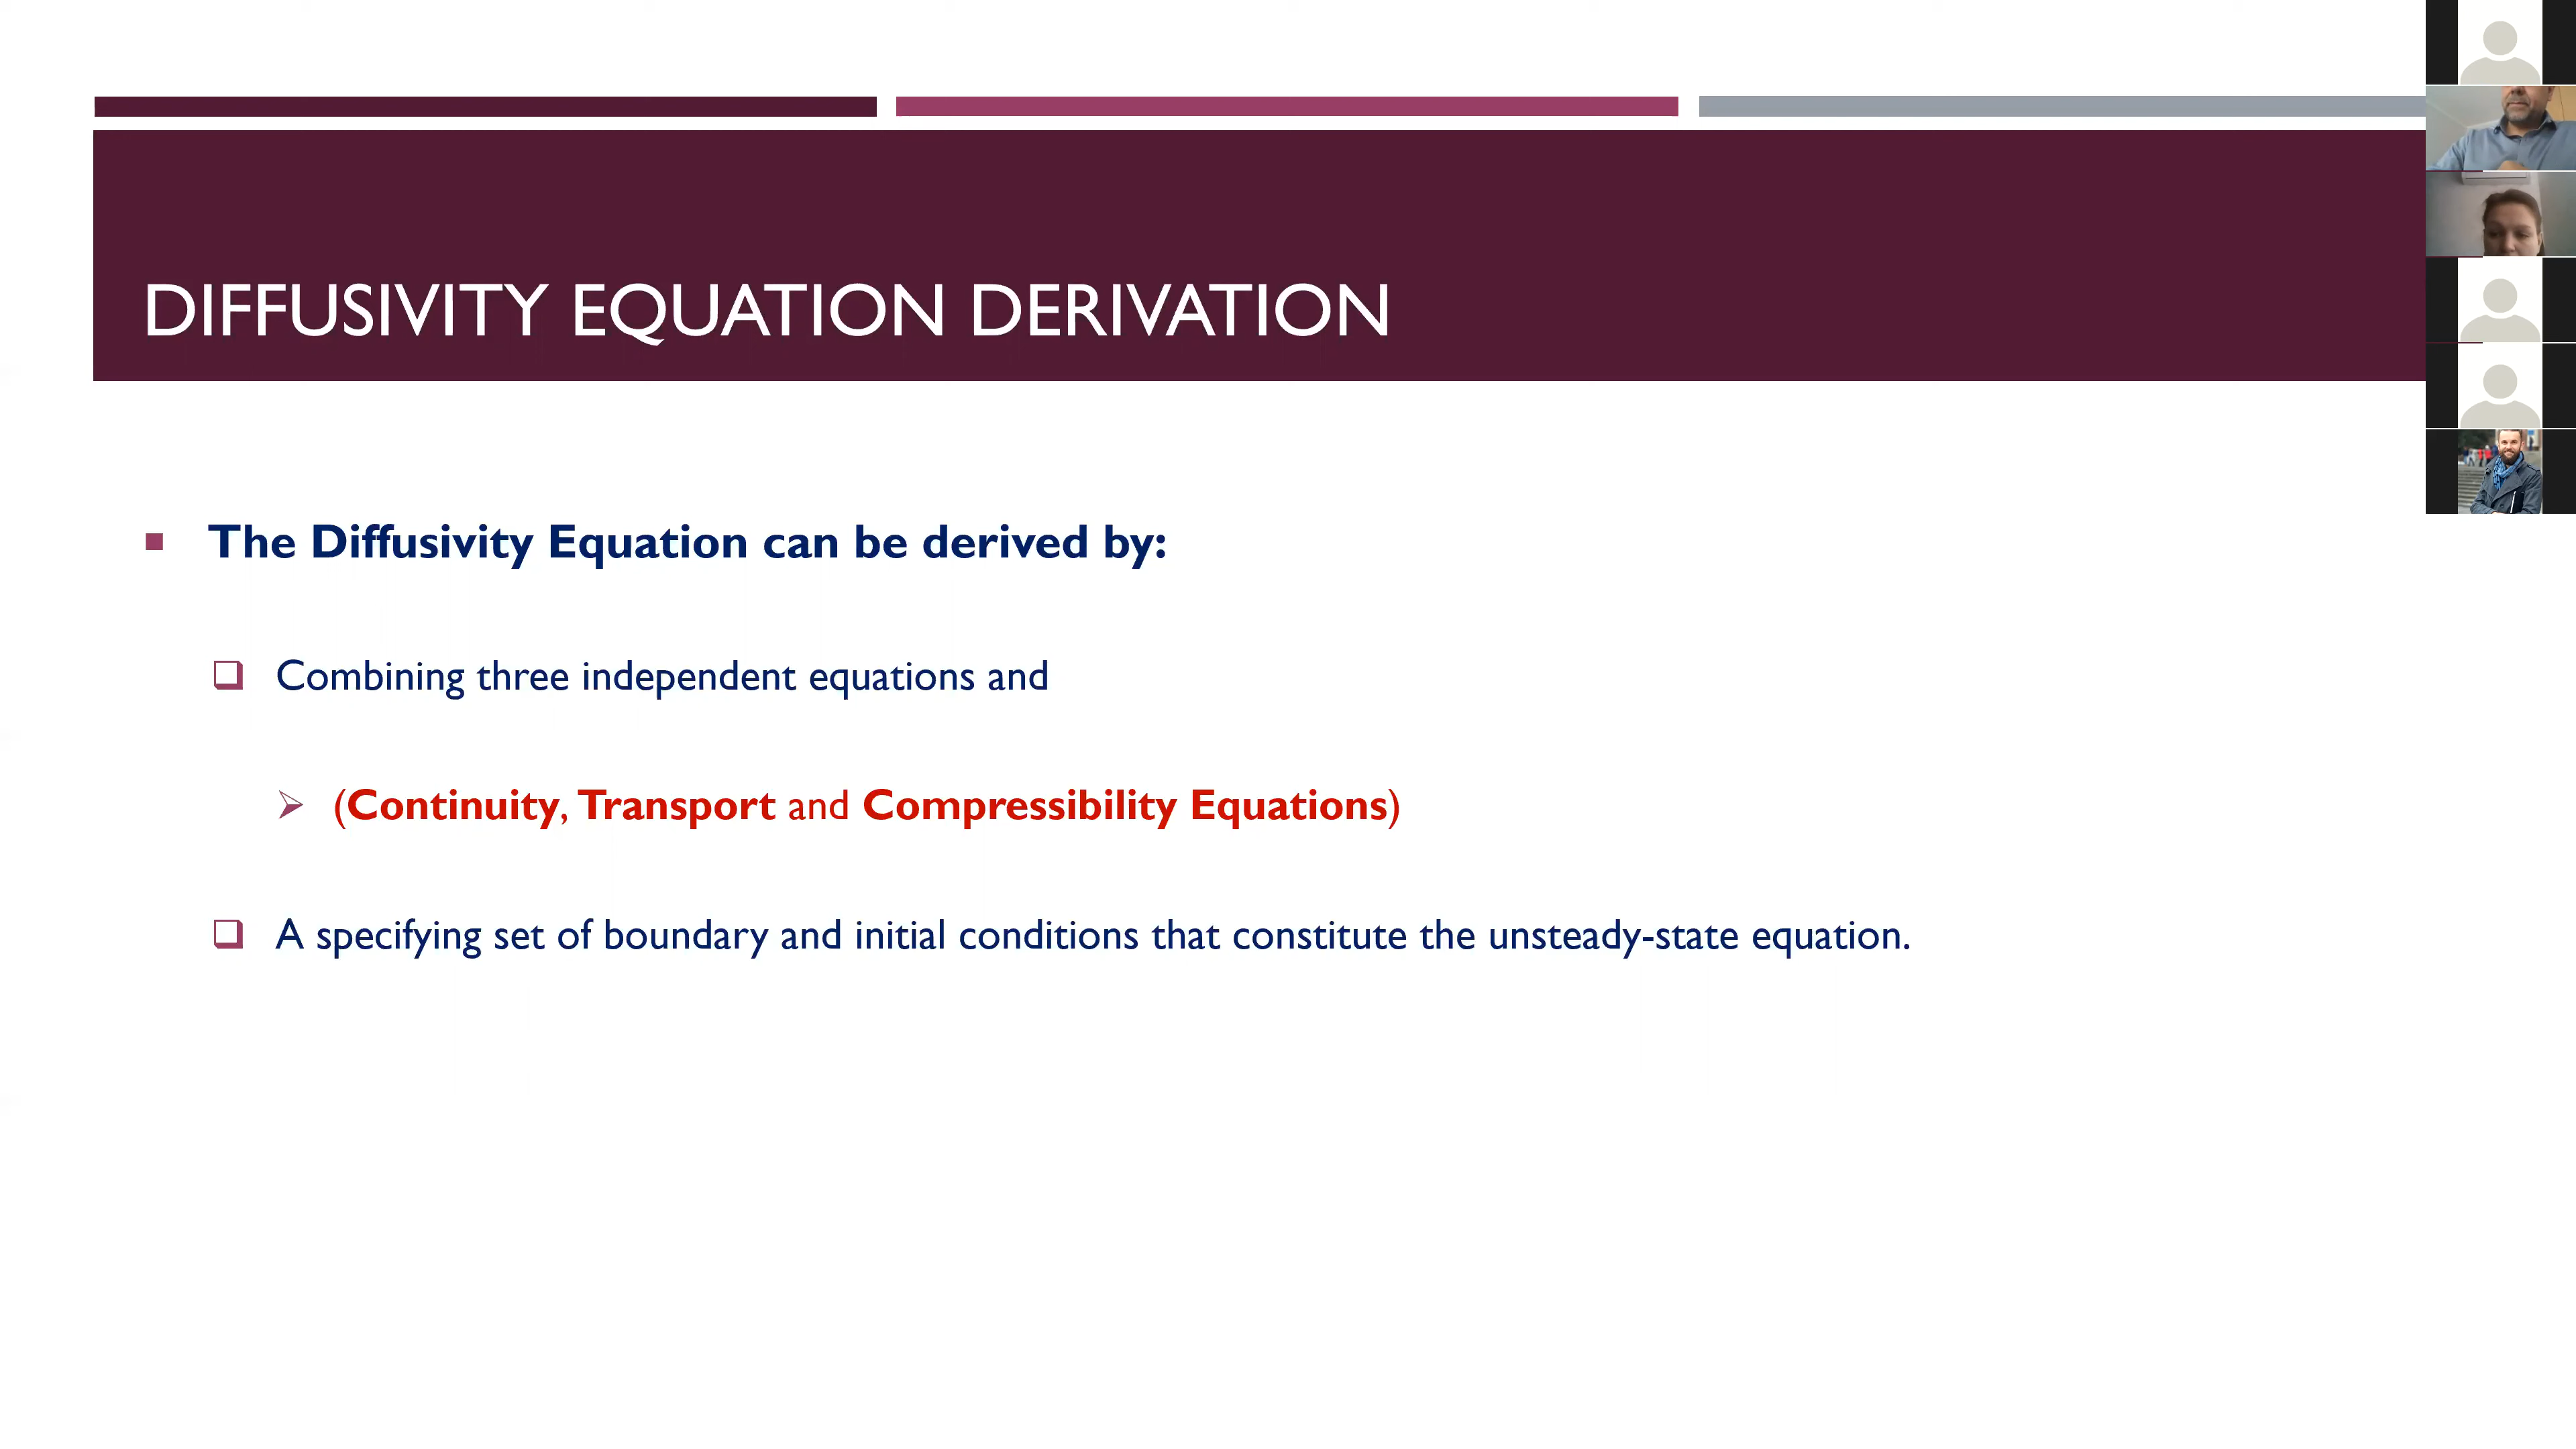 DIFFUSIVITY EQUATION DERIVATION
The Diffusivity Equation can be derived by:
Combining three independent equations and
(Continuity, Transport and Compressibility Equations)
A specifying set of boundary and initial conditions that constitute the unsteady-state equation.